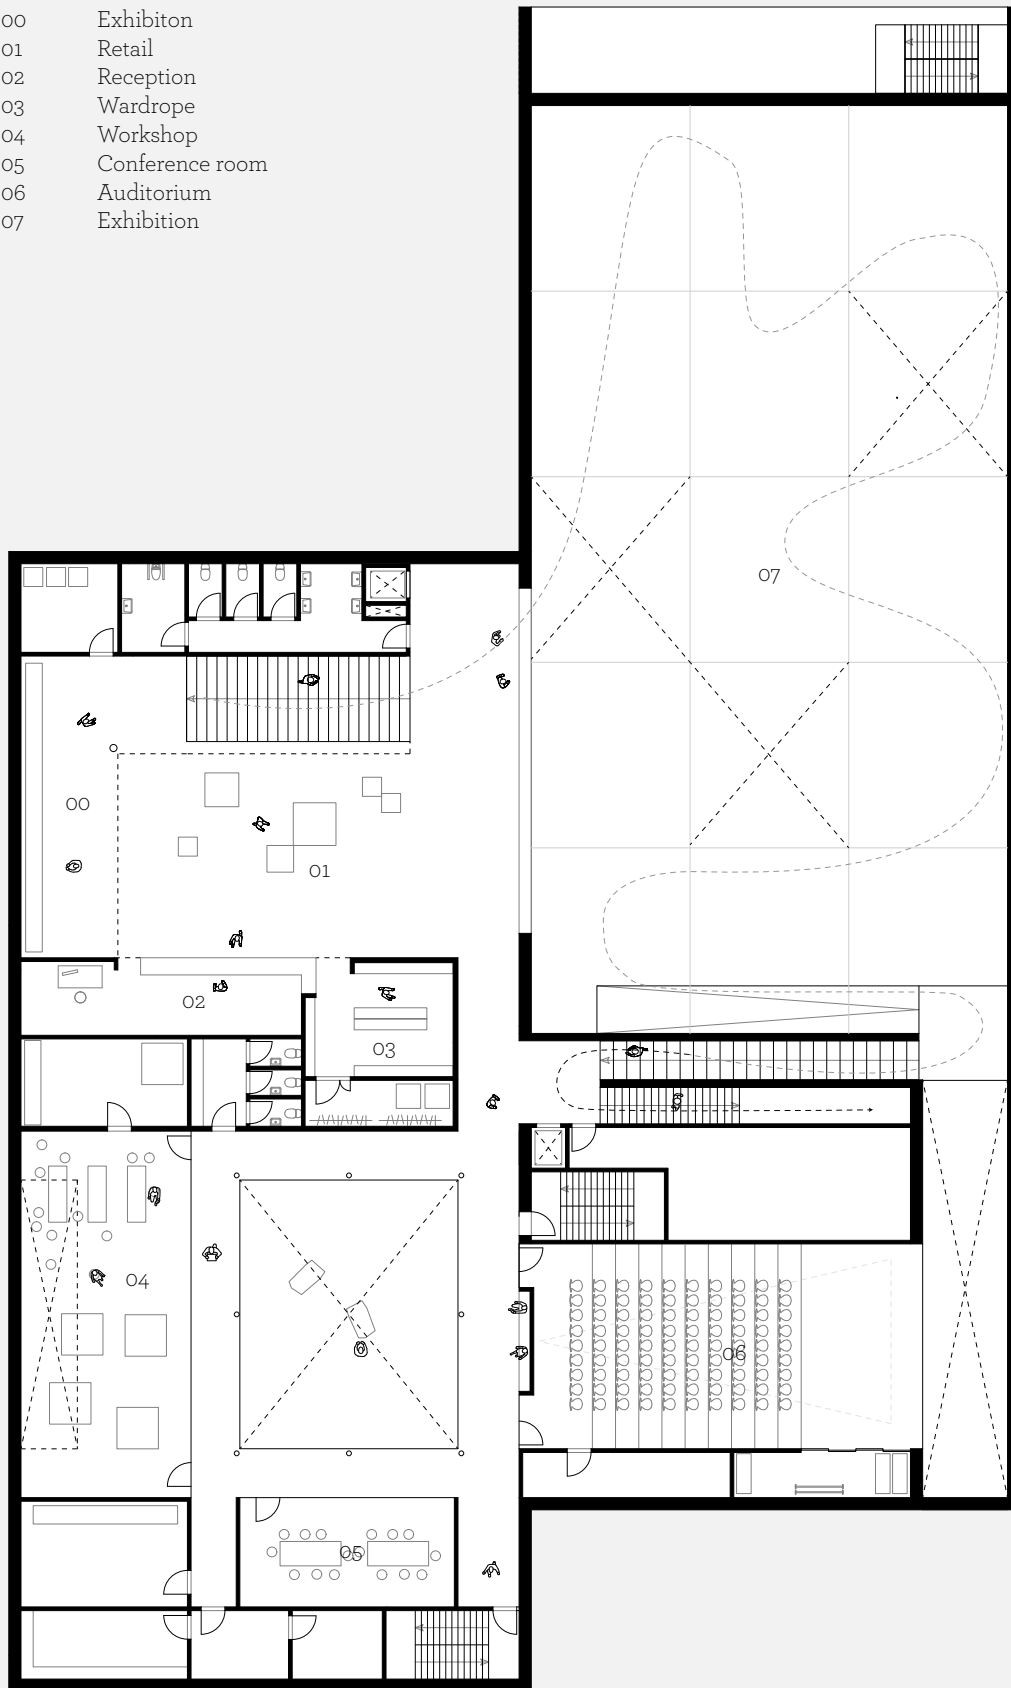 00 Exhibiton
01 Retail
02 Reception
03 Wardrope
04 Workshop
05 Conference room
06 Auditorium
07 Exhibition
07
00
01
02
03
04
06
05